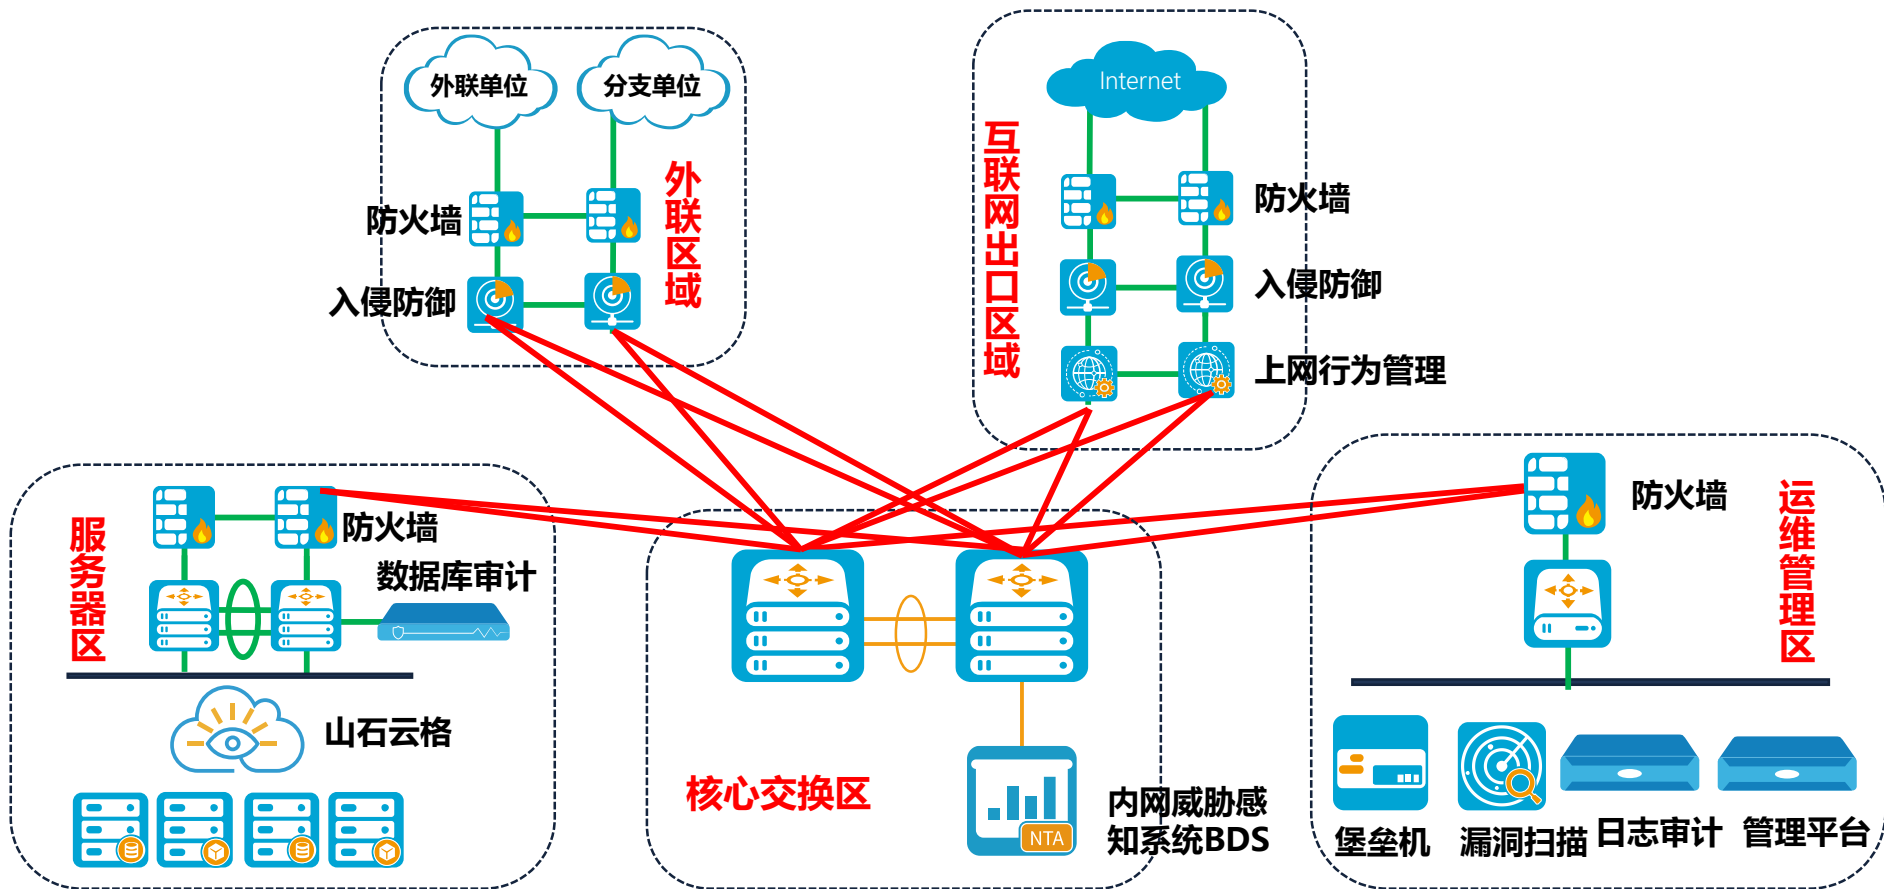 外联单位
分支单位
防火墙
入侵防御
外联区域
Internet
互联网出口区域
防火墙
入侵防御
上网行为管理
服务器区
防火墙
数据库审计
山石云格
核心交换区
NTA
内网威胁感
知系统BDS
防火墙
运维管理区
堡垒机
漏洞扫描
日志审计
管理平台